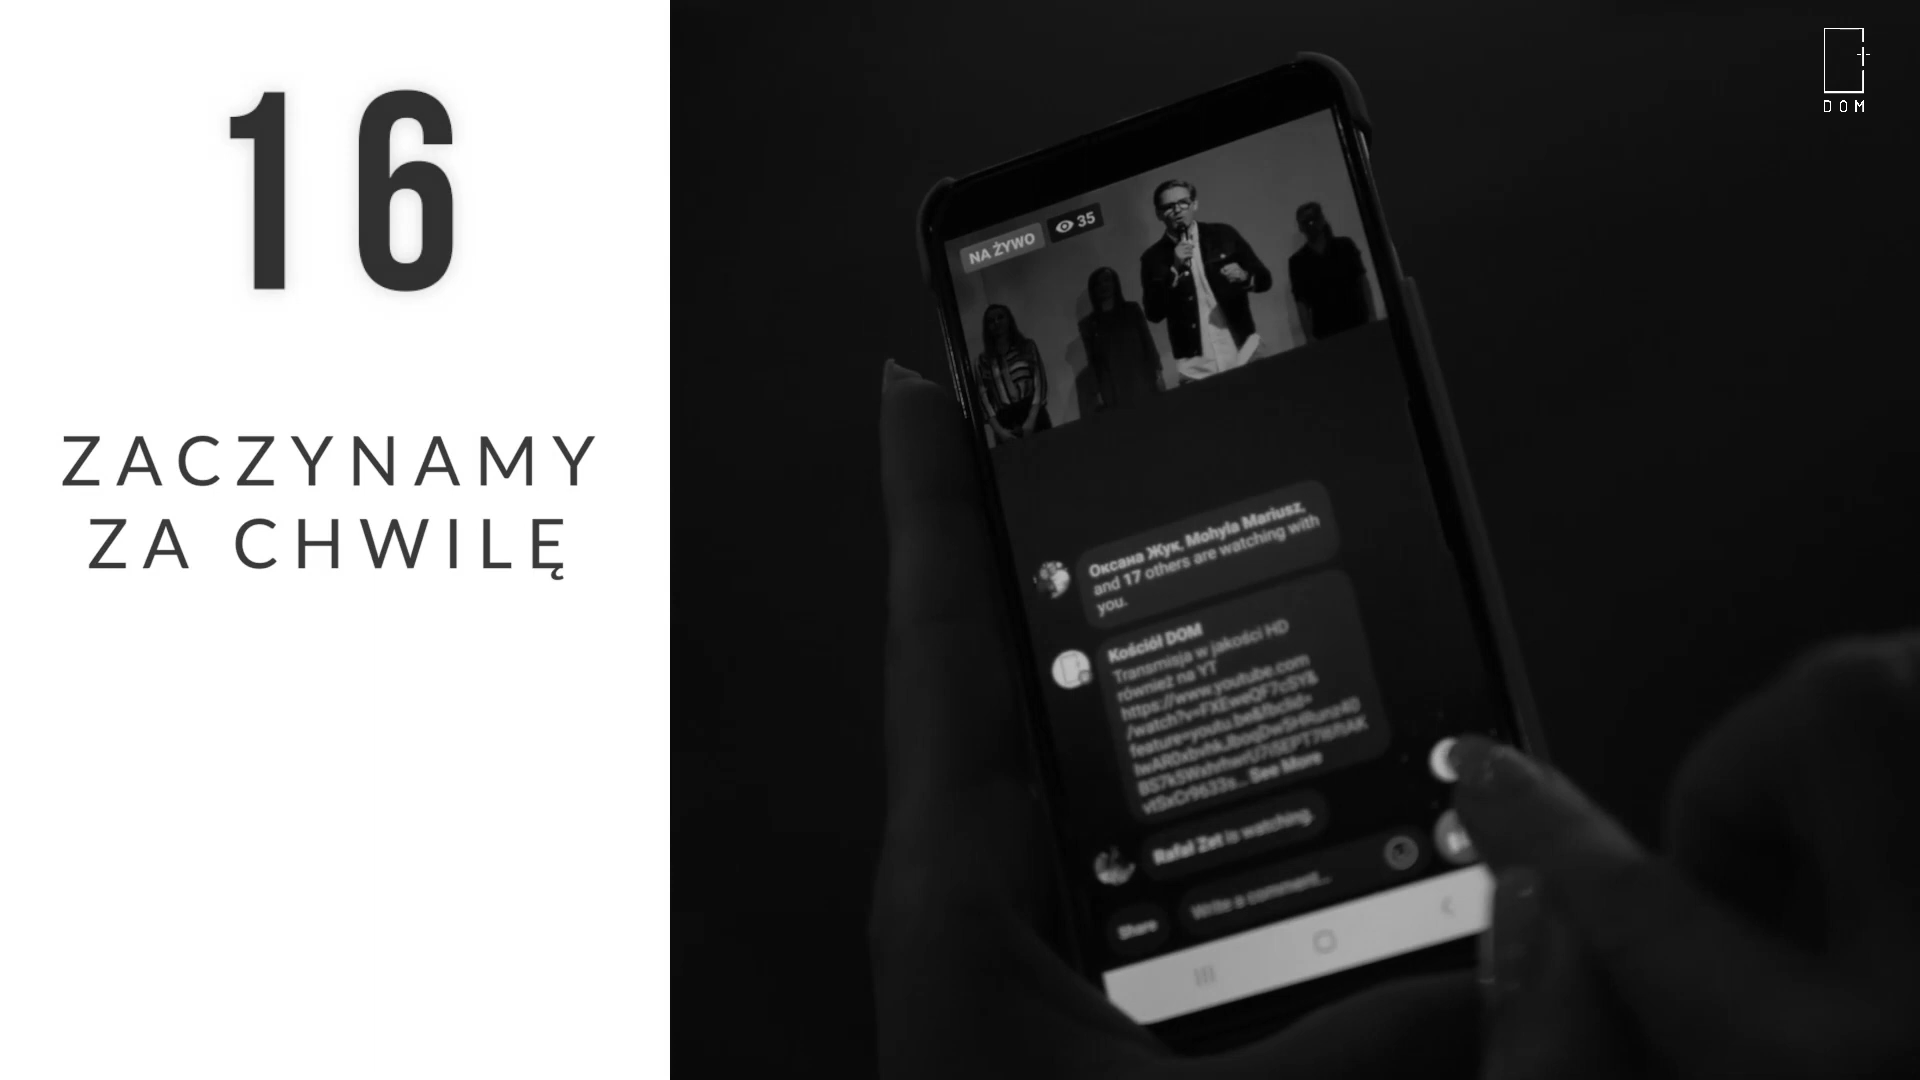 16
ZACZYNAMY
ZA CHWILĘ
DOM
NA ŻYWO
35
Оксана Жук, Mohyla Mariusz,
and 17 others are watching with
you.
Kościół DOM
Transmisja w jakości HD
również na YT
https://www.youtube.com
See More
Rafal Zet is watching.
Write a comment...
Share